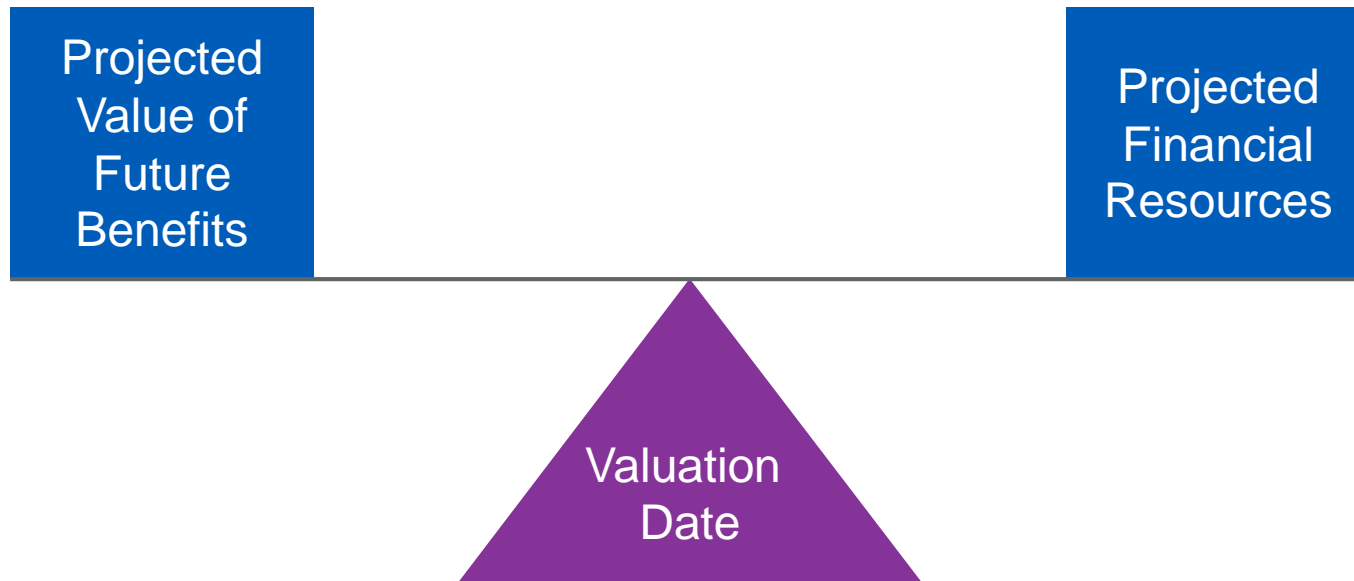 Projected
Value of
Future
Benefits
Projected
Financial
Resources
Valuation
Date